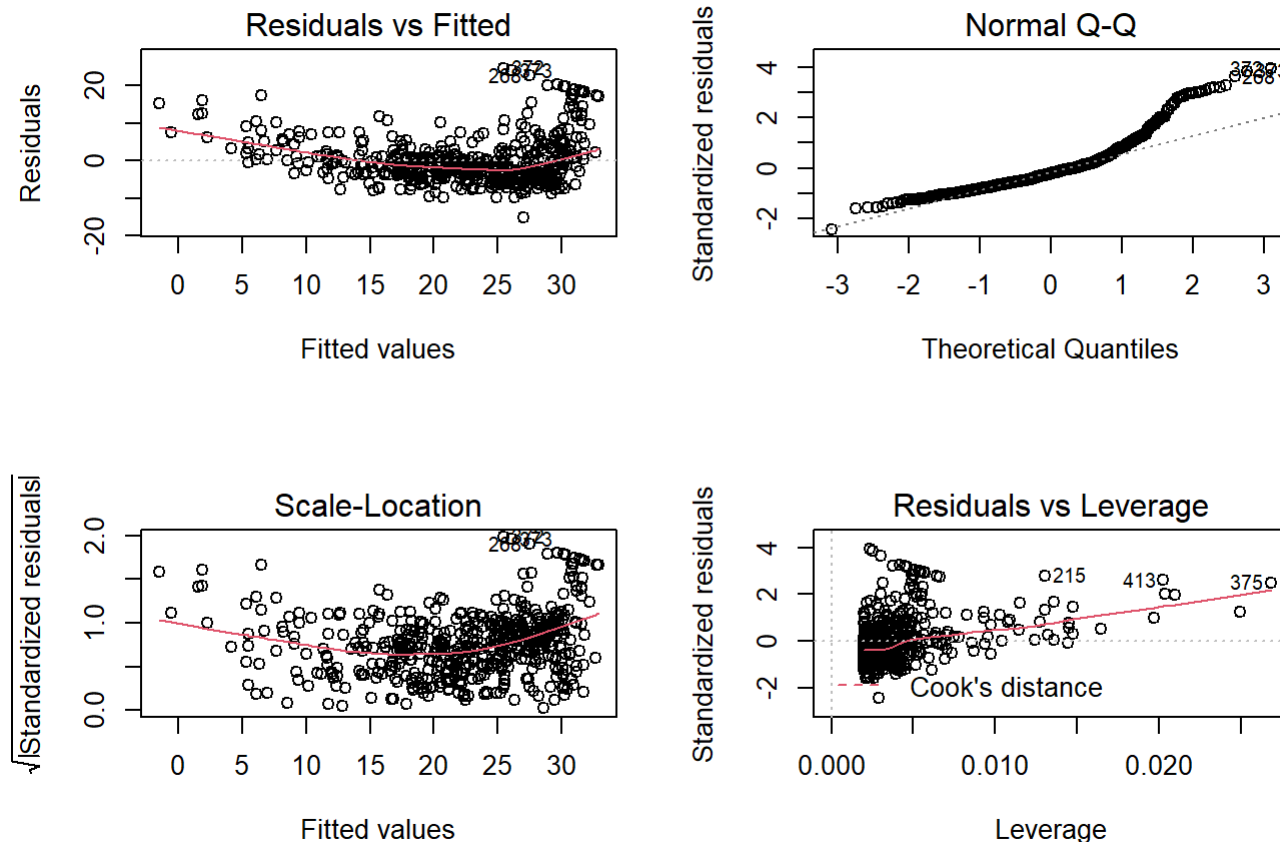 Residuals vs Fitted
Residuals
20
0
-20
0 5 10 15 20 25 30
Fitted values
Normal Q-Q
Standardized residuals
4
2
0
-2
-3 -2 -1 0 1 2 3
Theoretical Quantiles
Scale-Location
√|Standardized residuals|
2.0
1.0
0.0
0 5 10 15 20 25 30
Fitted values
Residuals vs Leverage
Standardized residuals
4
2
0
-2
215
413
375
Cook's distance
0.000 0.010 0.020
Leverage